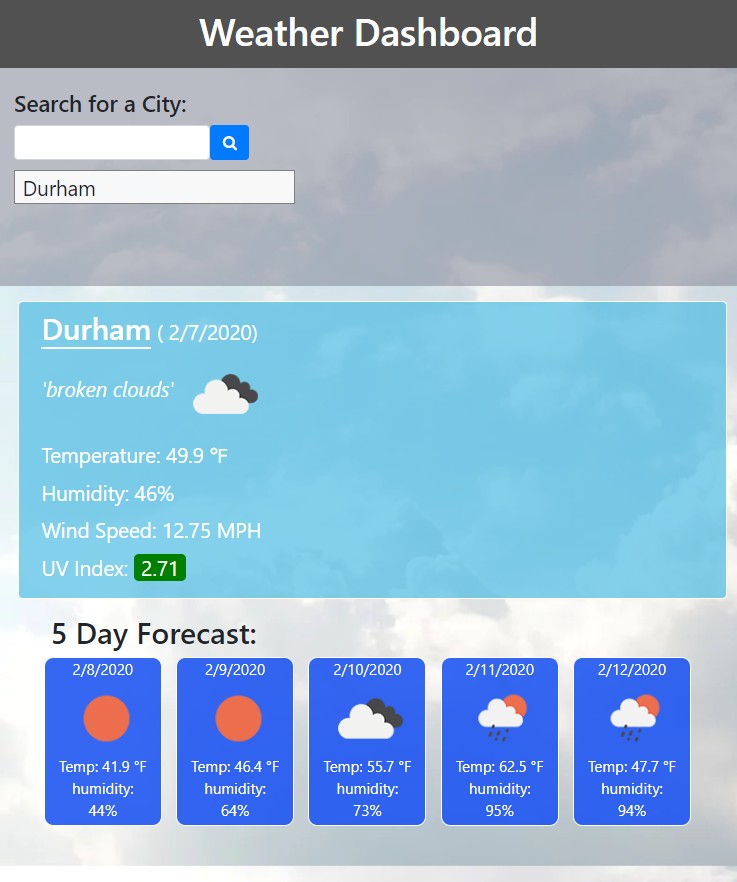 Weather Dashboard
Search for a City:
Durham
Durham ( 2/7/2020)
'broken clouds'
Temperature: 49.9 °F
Humidity: 46%
Wind Speed: 12.75 MPH
UV Index: 2.71
5 Day Forecast:
2/8/2020
Temp: 41.9 °F
humidity:
44%
2/9/2020
Temp: 46.4 °F
humidity:
64%
2/10/2020
Temp: 55.7 °F
humidity:
73%
2/11/2020
Temp: 62.5 °F
humidity:
95%
2/12/2020
Temp: 47.7 °F
humidity:
94%